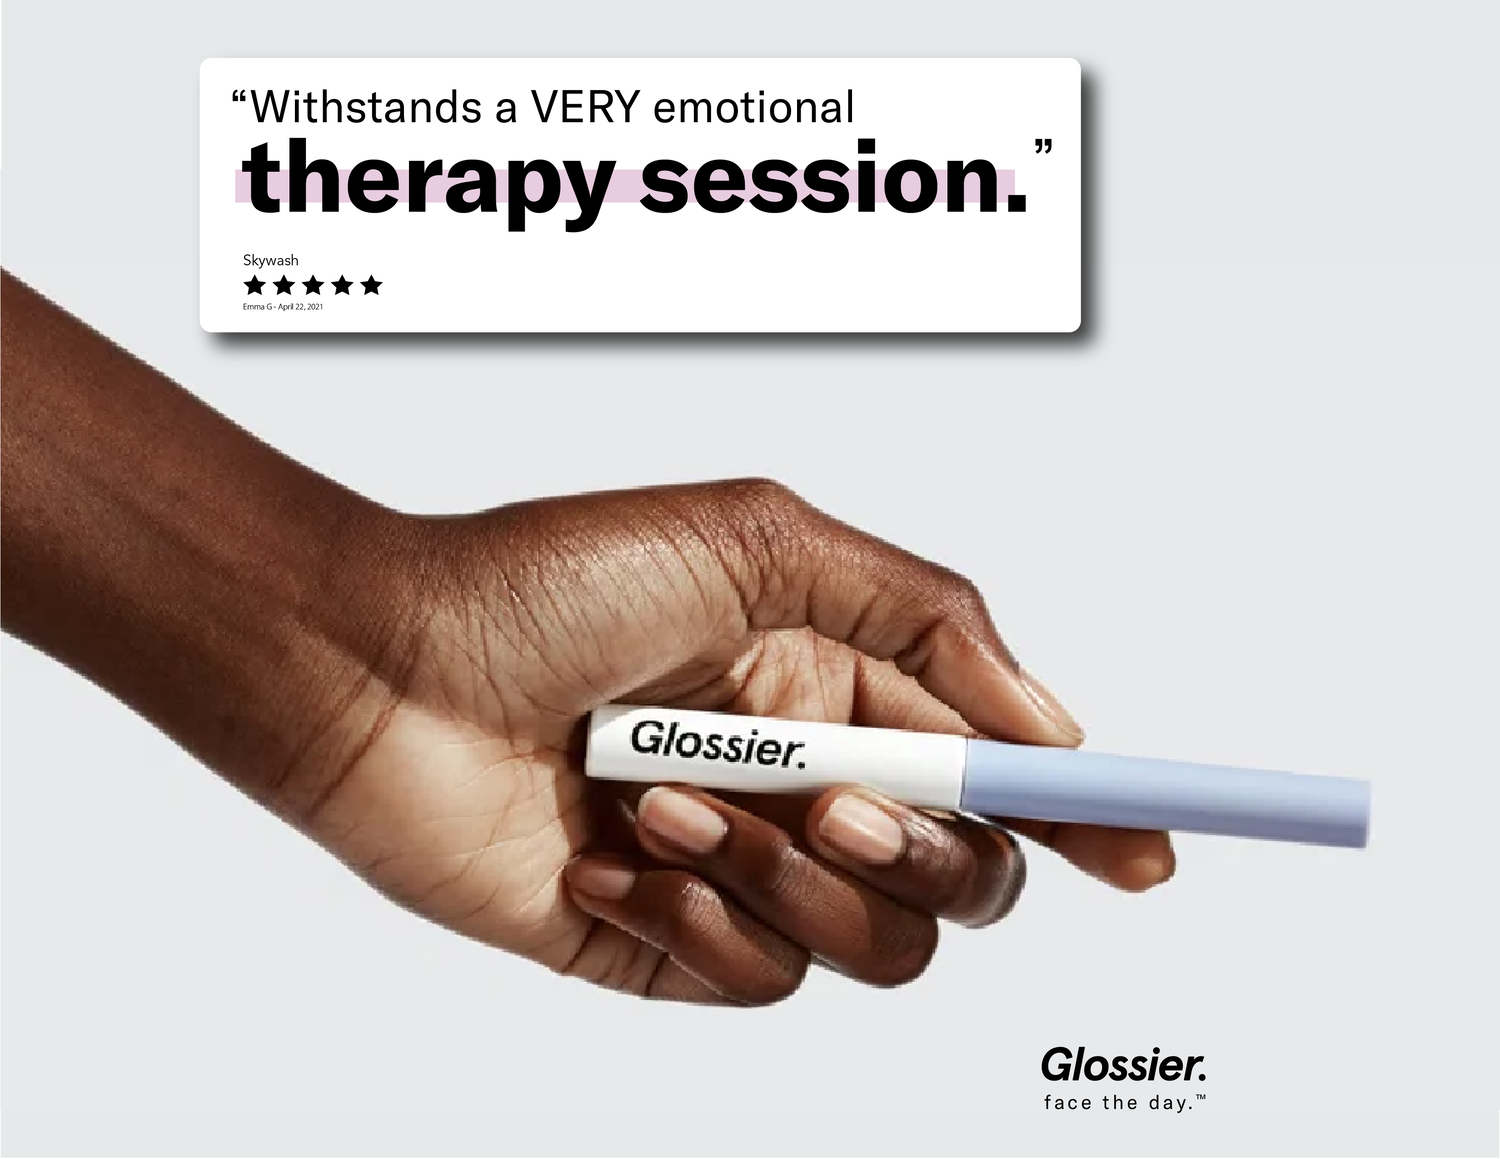 “Withstands a VERY emotional
therapy session.”
Skywash
★★★★★
Emma G - April 22, 2021
Glossier.
Glossier.
face the day.™